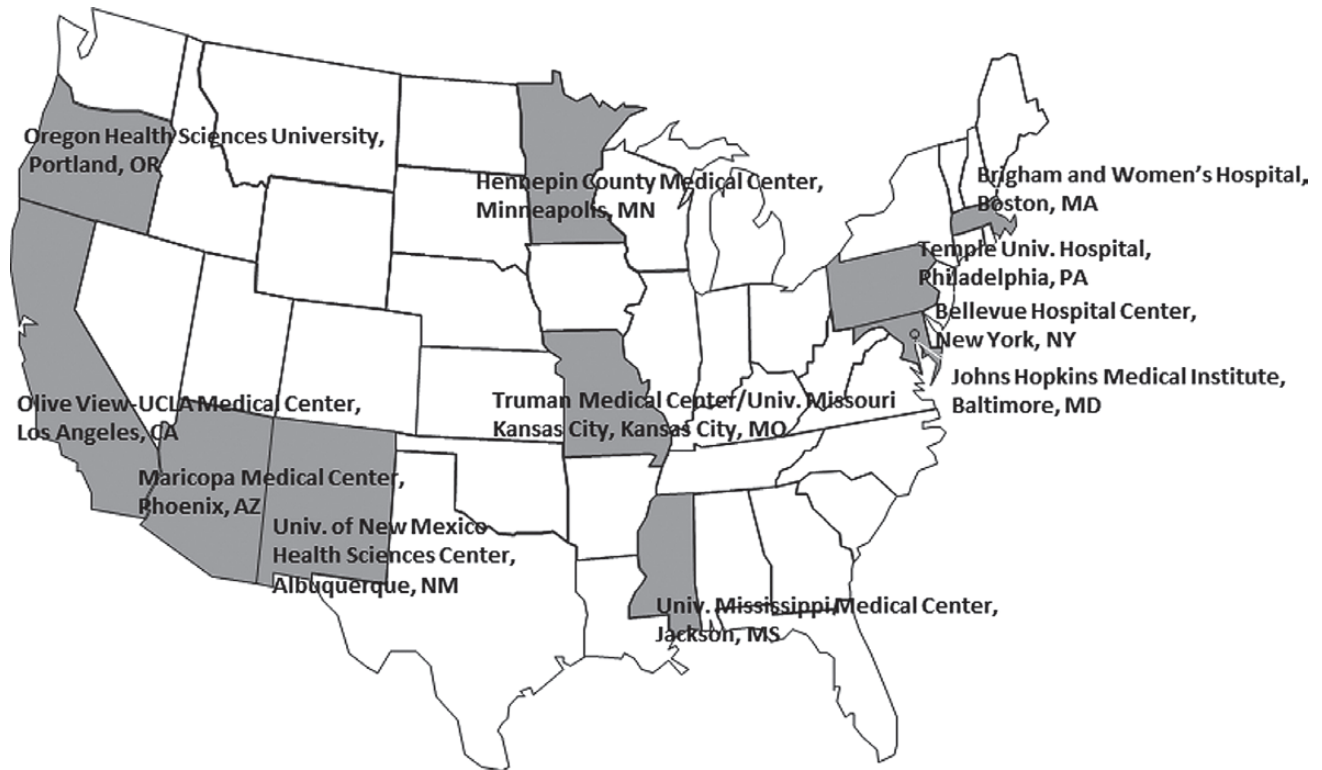 Oregon Health Sciences University,
Portland, OR
Hennepin County Medical Center,
Minneapolis, MN
Brigham and Women's Hospital,
Boston, MA
Temple Univ. Hospital,
Philadelphia, PA
Bellevue Hospital Center,
New York, NY
Johns Hopkins Medical Institute,
Baltimore, MD
Olive View-UCLA Medical Center,
Los Angeles, CA
Truman Medical Center/Univ. Missouri
Kansas City, Kansas City, MO
Maricopa Medical Center,
Phoenix, AZ
Univ. of New Mexico
Health Sciences Center,
Albuquerque, NM
Univ. Mississippi Medical Center,
Jackson, MS